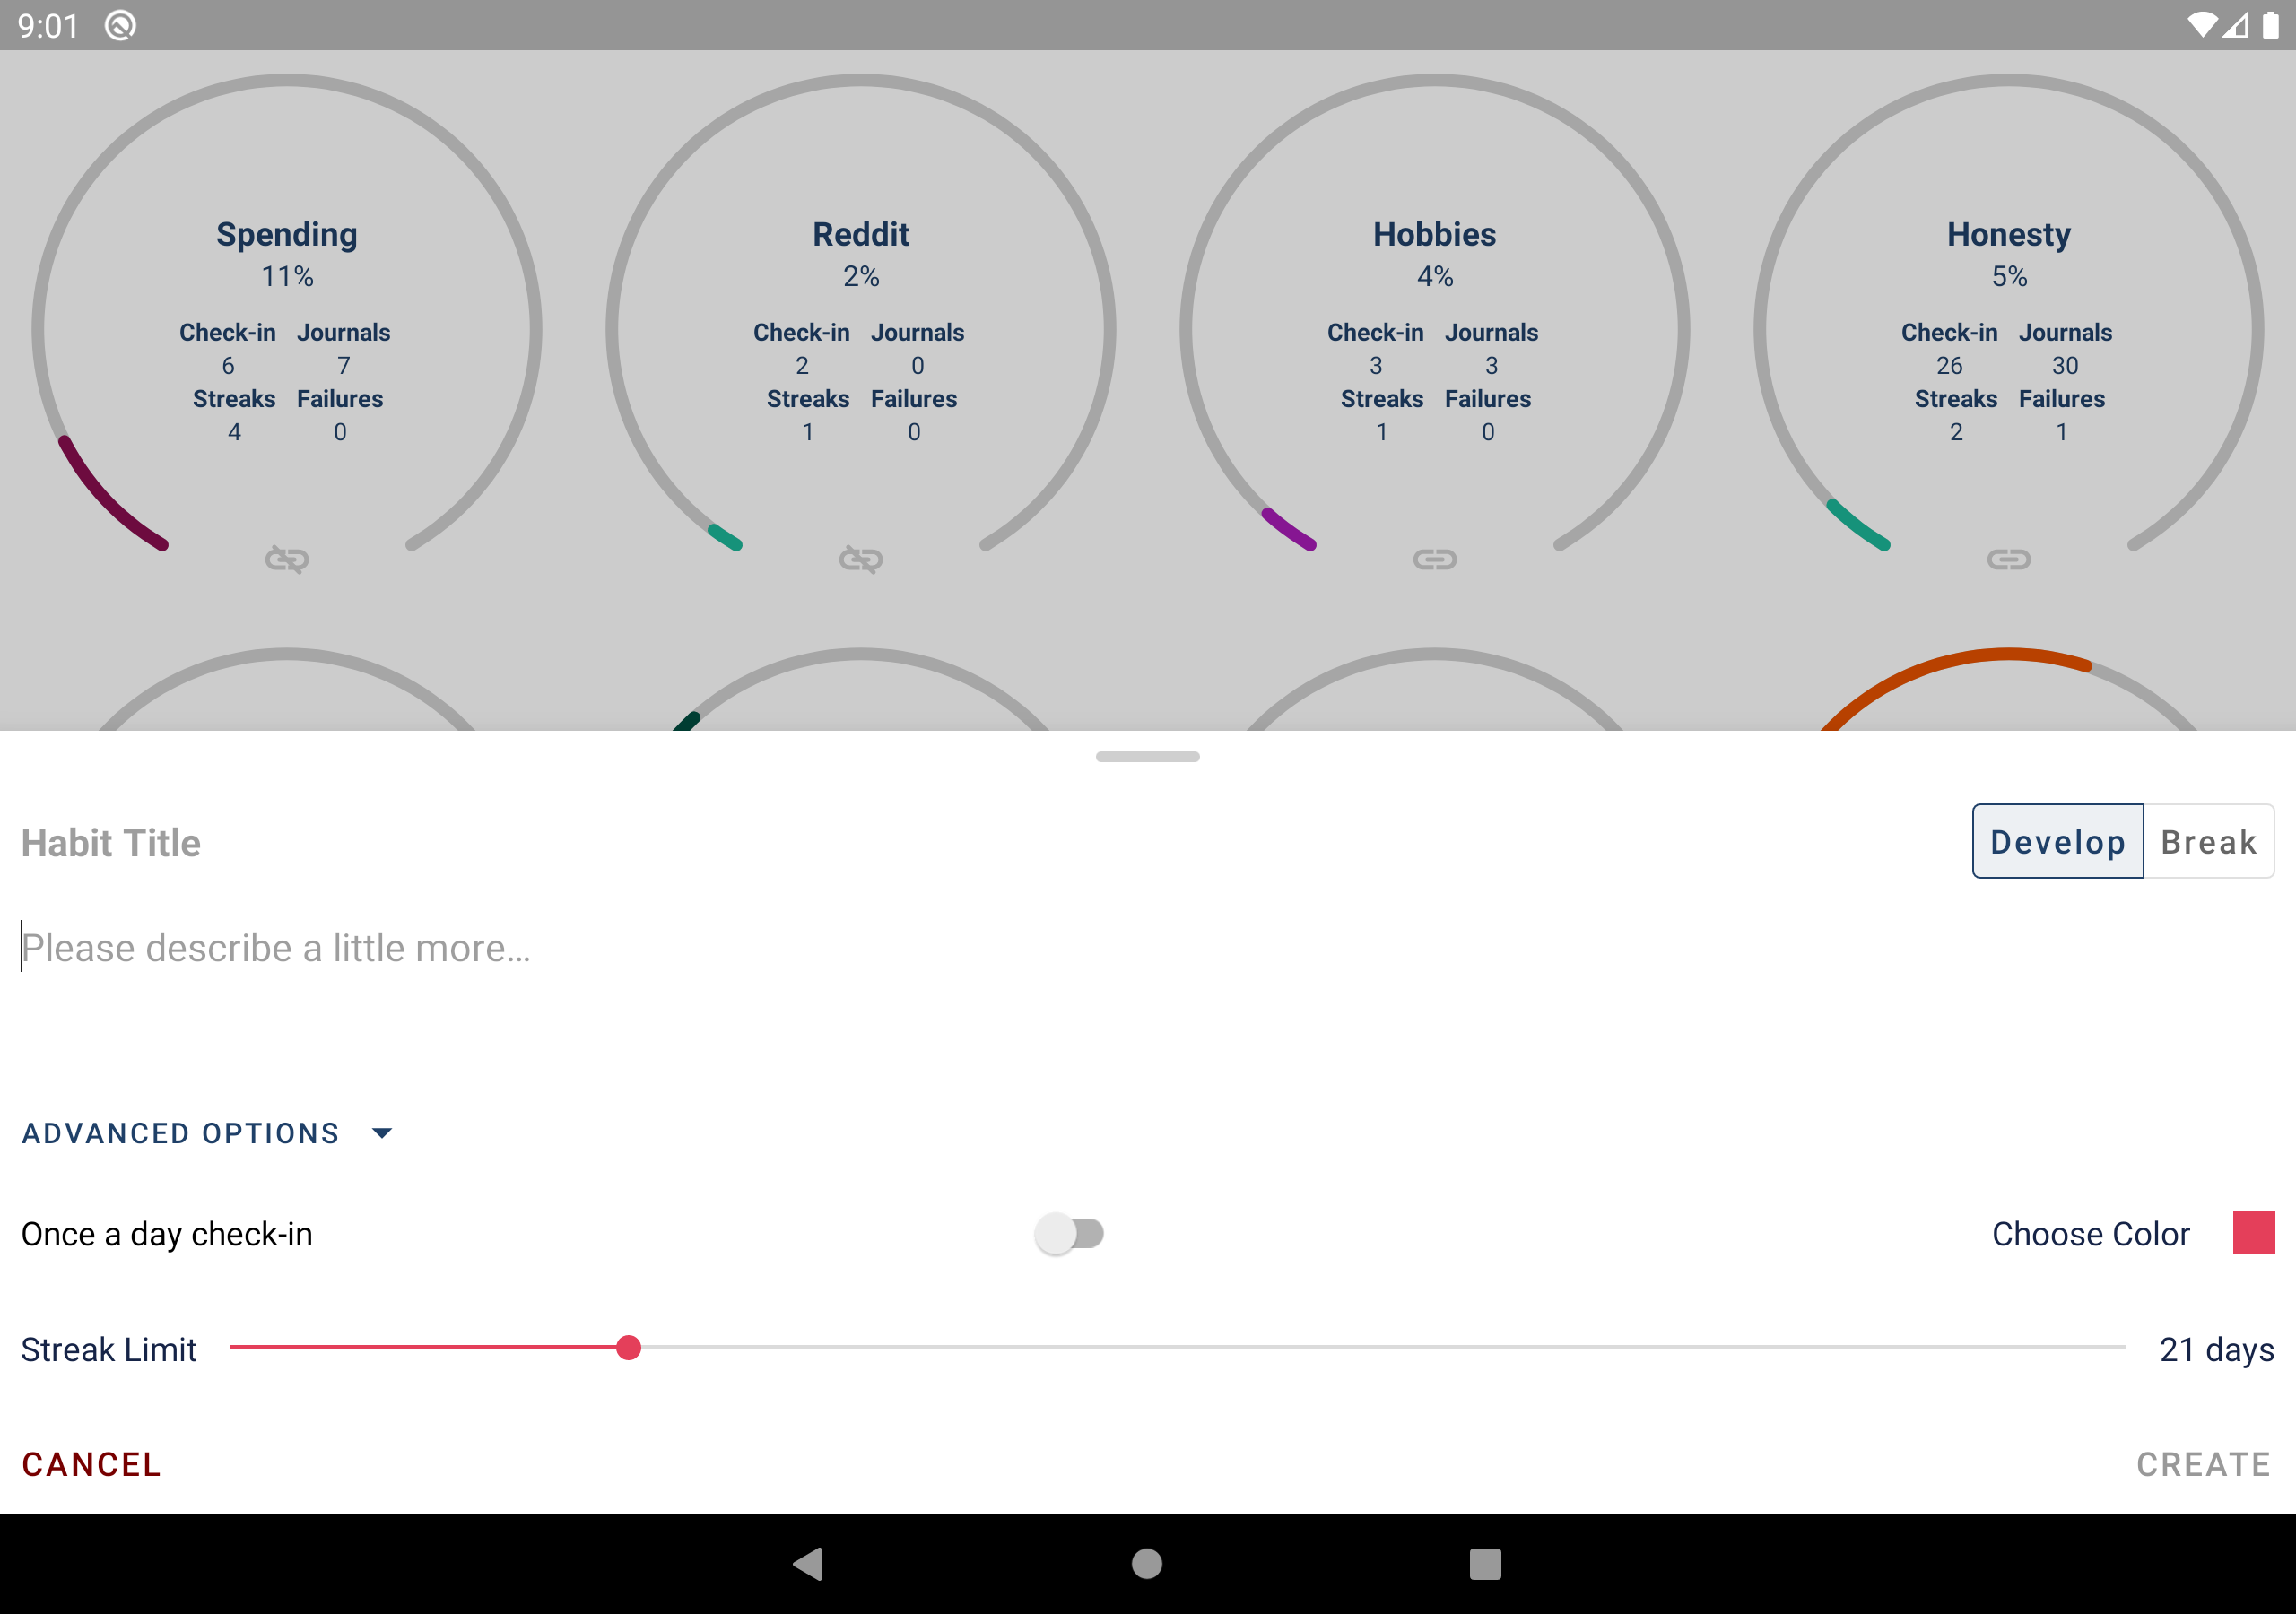 9:01
Spending
11%
Check-in Journals
6 7
Streaks Failures
4 0
Reddit
2%
Check-in Journals
2 0
Streaks Failures
1 0
Hobbies
4%
Check-in Journals
3 3
Streaks Failures
1 0
Honesty
5%
Check-in Journals
26 30
Streaks Failures
2 1
Habit Title
Develop Break
Please describe a little more...
ADVANCED OPTIONS
Once a day check-in
Choose Color
Streak Limit
21 days
CANCEL
CREATE